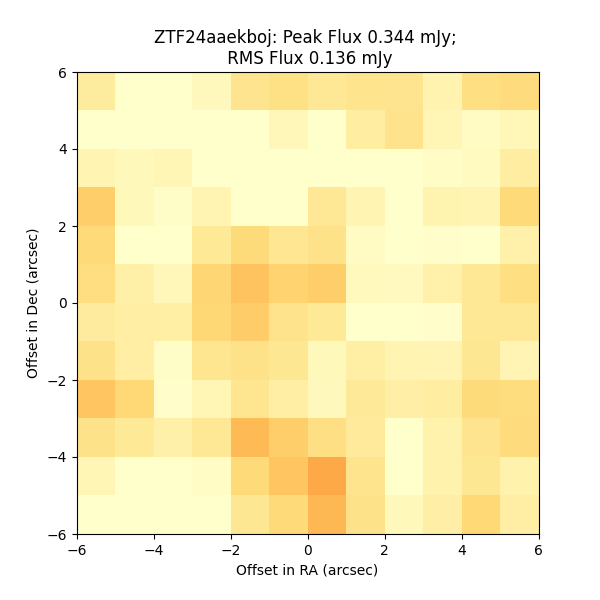 ZTF24aaekboj: Peak Flux 0.344 mJy;
RMS Flux 0.136 mJy
6
4
2
0
−2
−4
−6
Offset in Dec (arcsec)
−6 −4 −2 0 2 4 6
Offset in RA (arcsec)